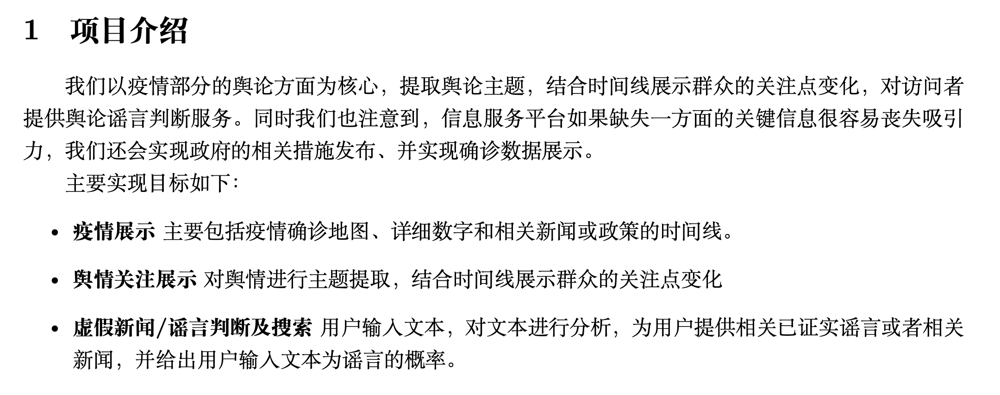 1 项目介绍
我们以疫情部分的舆论方面为核心，提取舆论主题，结合时间线展示群众的关注点变化，对访问者
提供舆论谣言判断服务。同时我们也注意到，信息服务平台如果缺失一方面的关键信息很容易丧失吸引
力，我们还会实现政府的相关措施发布、并实现确诊数据展示。
主要实现目标如下：
• 疫情展示 主要包括疫情确诊地图、详细数字和相关新闻或政策的时间线。
• 舆情关注展示 对舆情进行主题提取，结合时间线展示群众的关注点变化
• 虚假新闻/谣言判断及搜索 用户输入文本，对文本进行分析，为用户提供相关已证实谣言或者相关
新闻，并给出用户输入文本为谣言的概率。